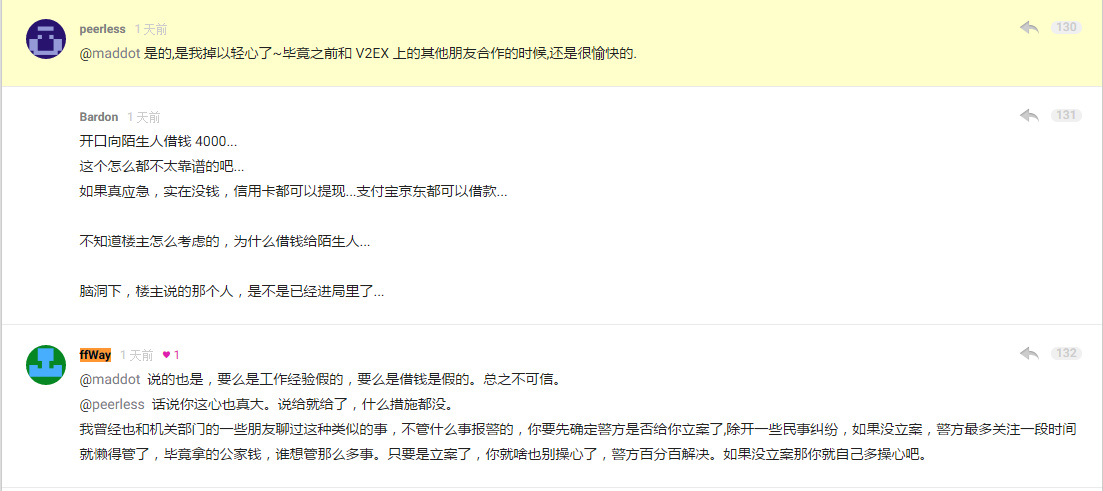 peerless 1 天前 130
@maddot 是的,是我掉以轻心了~毕竟之前和 V2EX 上的其他朋友合作的时候,还是很愉快的.
Bardon 1 天前 131
开口向陌生人借钱 4000...
这个怎么都不太靠谱的吧...
如果真应急，实在没钱，信用卡都可以提现...支付宝京东都可以借款...
不知道楼主怎么考虑的，为什么借钱给陌生人...
脑洞下，楼主说的那个人，是不是已经进局里了...
ffWay 1 天前 ♥ 1 132
@maddot 说的也是，要么是工作经验假的，要么是借钱是假的。总之不可信。
@peerless 话说你这心也真大。说给就给了，什么措施都没。
我曾经也和机关部门的一些朋友聊过这种类似的事，不管什么事报警的，你要先确定警方是否给你立案了,除开一些民事纠纷，如果没立案，警方最多关注一段时间
就懒得管了，毕竟拿的公家钱，谁想管那么多事。只要是立案了，你就啥也别操心了，警方百分百解决。如果没立案那你就自己多操心吧。